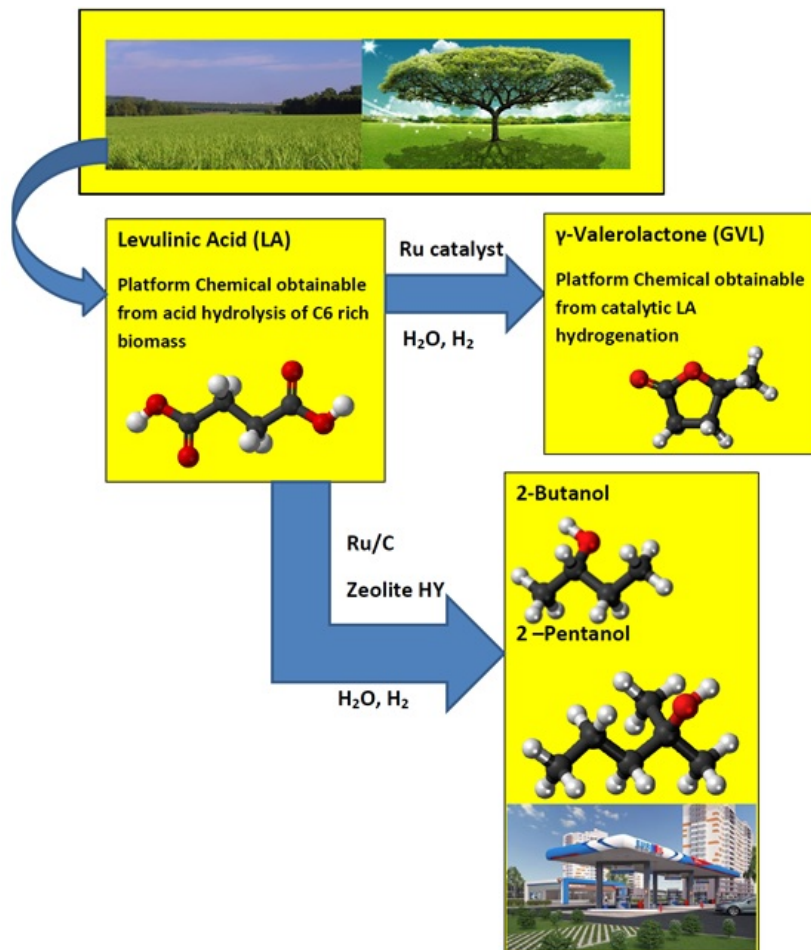 Levulinic Acid (LA)
Platform Chemical obtainable
from acid hydrolysis of C6 rich
biomass
Ru catalyst
H₂O, H₂
γ-Valerolactone (GVL)
Platform Chemical obtainable
from catalytic LA
hydrogenation
Ru/C
Zeolite HY
H₂O, H₂
2-Butanol
2 –Pentanol